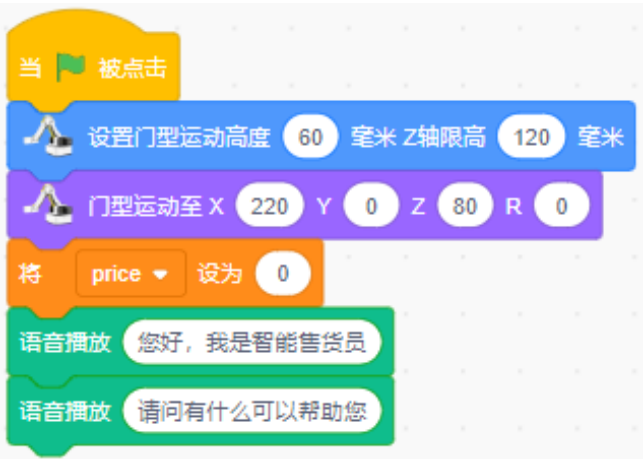 当 被点击
设置门型运动高度 60 毫米 Z轴限高 120 毫米
门型运动至 X 220 Y 0 Z 80 R 0
将 price 设为 0
语音播放 您好，我是智能售货员
语音播放 请问有什么可以帮助您